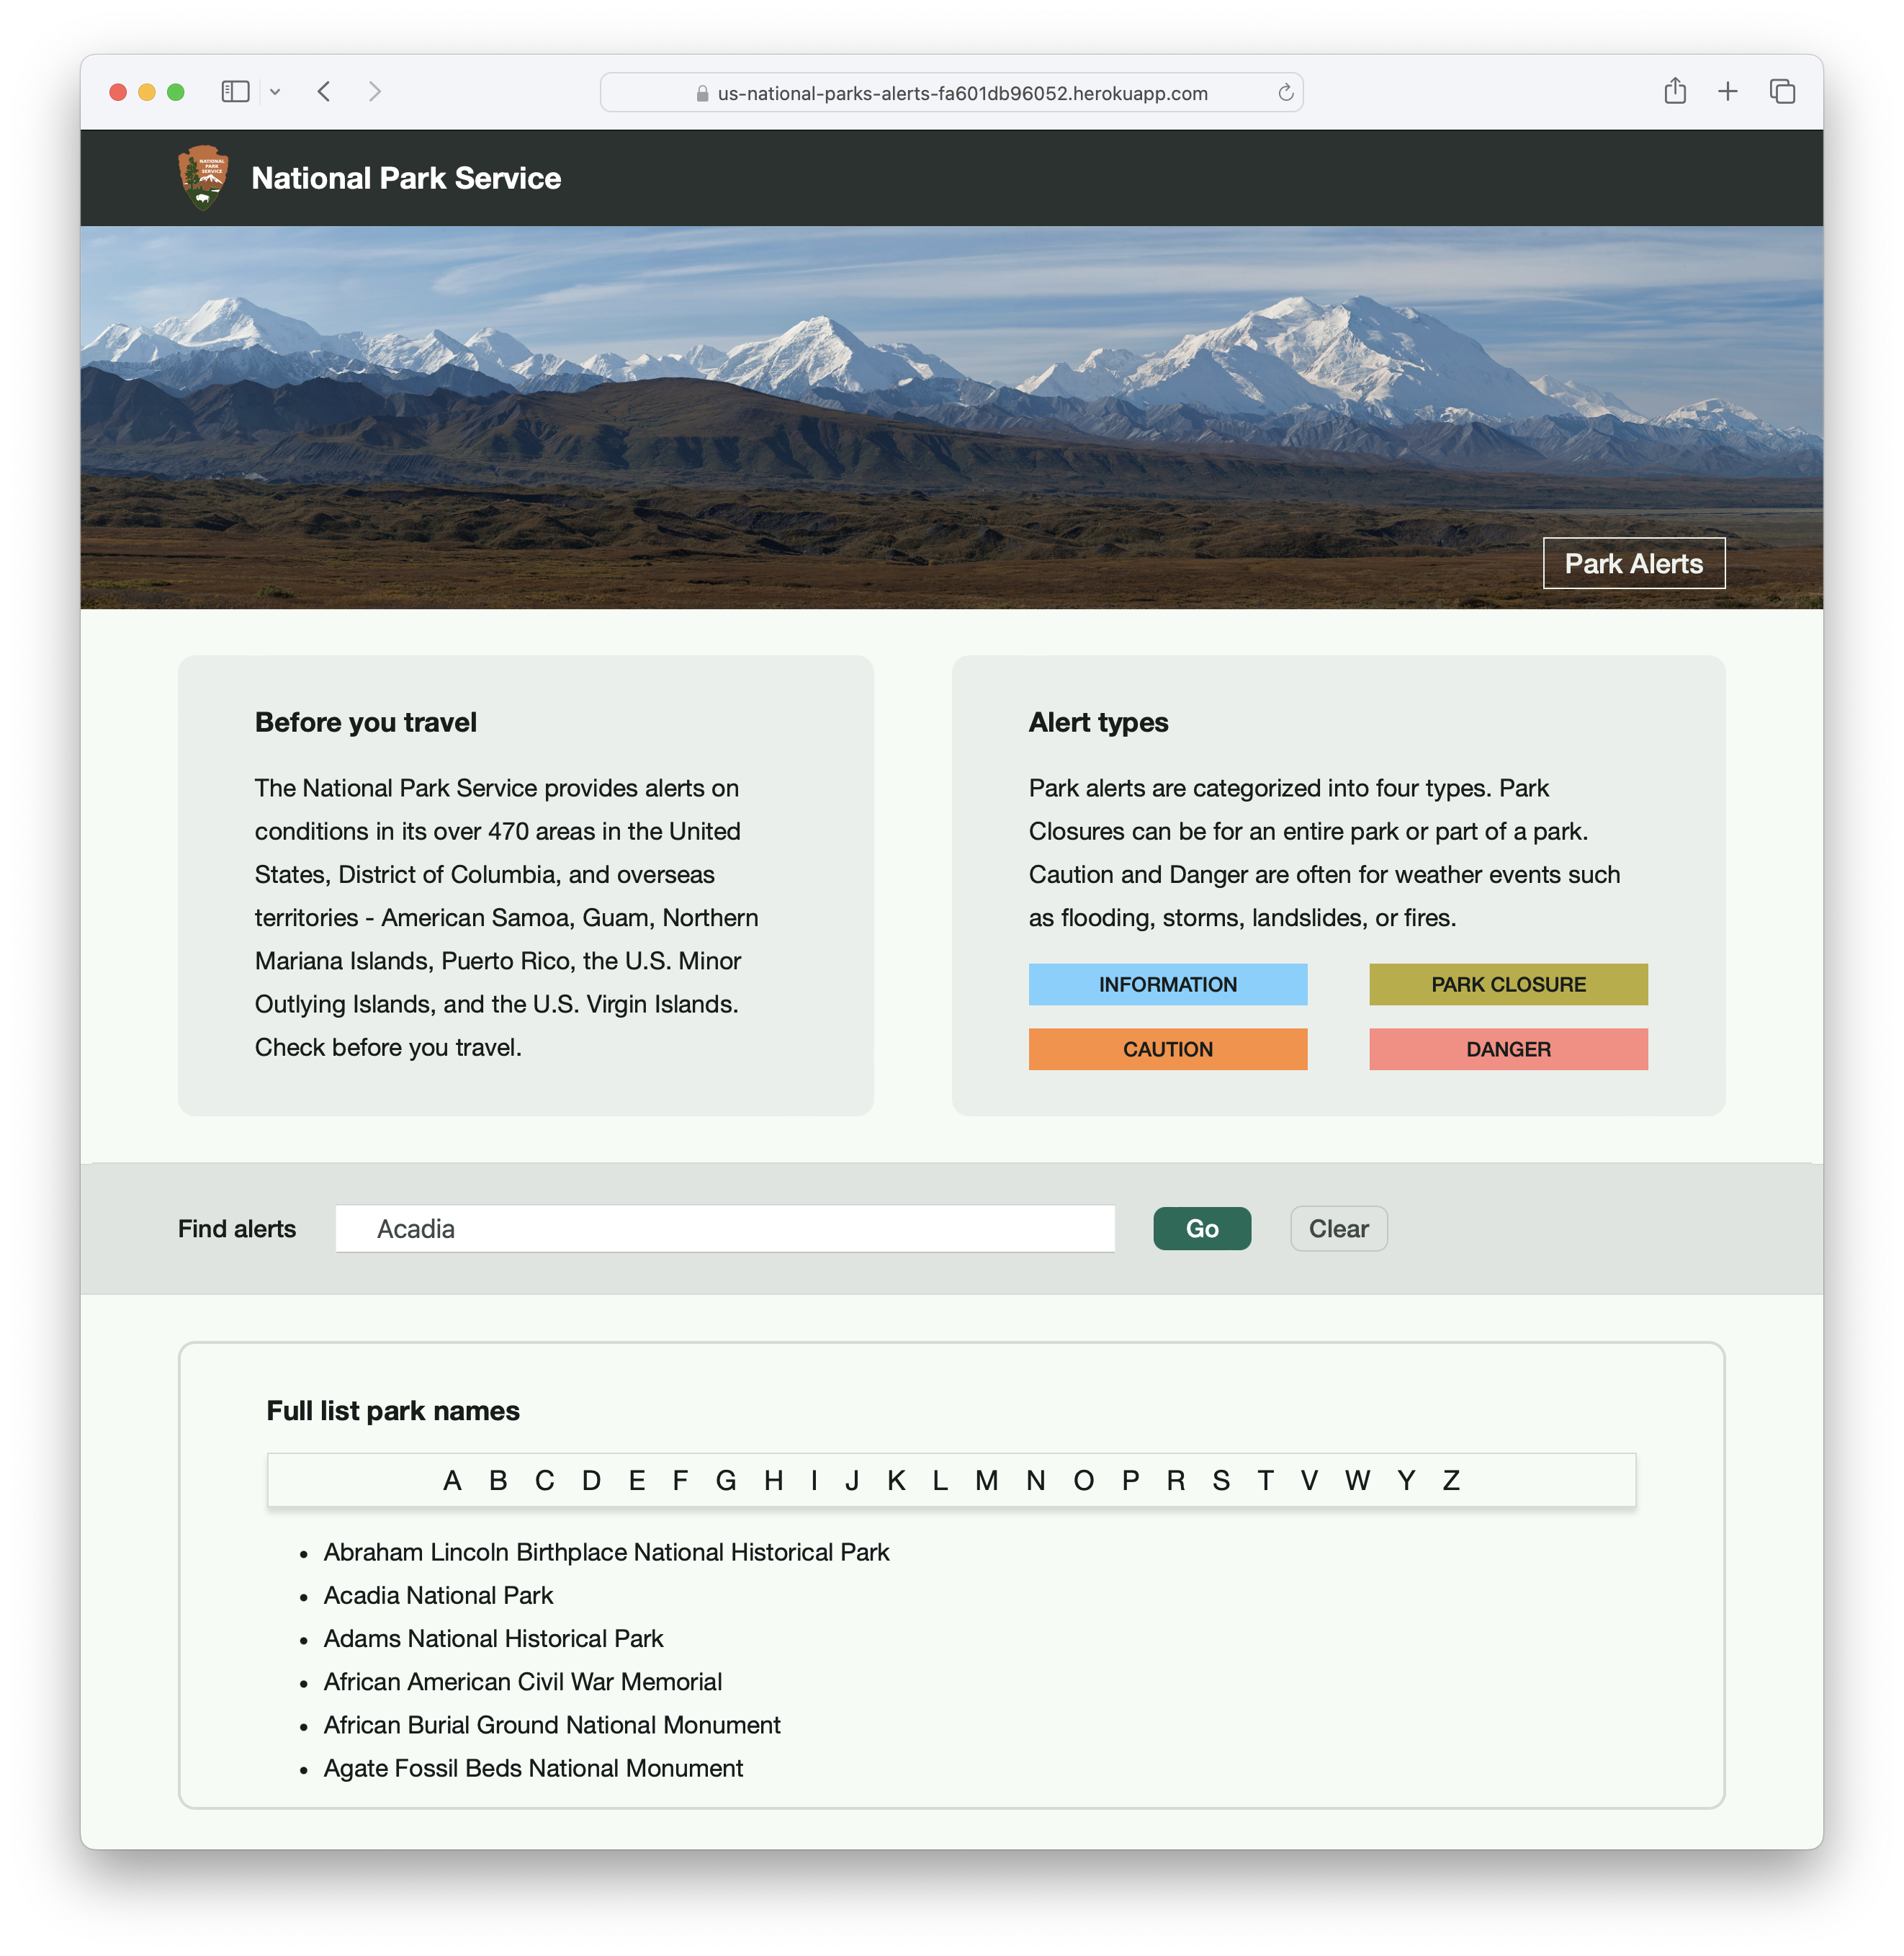 us-national-parks-alerts-fa601db96052.herokuapp.com
NATIONAL
PARK
SERVICE
National Park Service
Park Alerts
Before you travel
The National Park Service provides alerts on
conditions in its over 470 areas in the United
States, District of Columbia, and overseas
territories - American Samoa, Guam, Northern
Mariana Islands, Puerto Rico, the U.S. Minor
Outlying Islands, and the U.S. Virgin Islands.
Check before you travel.
Alert types
Park alerts are categorized into four types. Park
Closures can be for an entire park or part of a park.
Caution and Danger are often for weather events such
as flooding, storms, landslides, or fires.
INFORMATION PARK CLOSURE
CAUTION DANGER
Find alerts Acadia Go Clear
Full list park names
A B C D E F G H I J K L M N O P R S T V W Y Z
• Abraham Lincoln Birthplace National Historical Park
• Acadia National Park
• Adams National Historical Park
• African American Civil War Memorial
• African Burial Ground National Monument
• Agate Fossil Beds National Monument